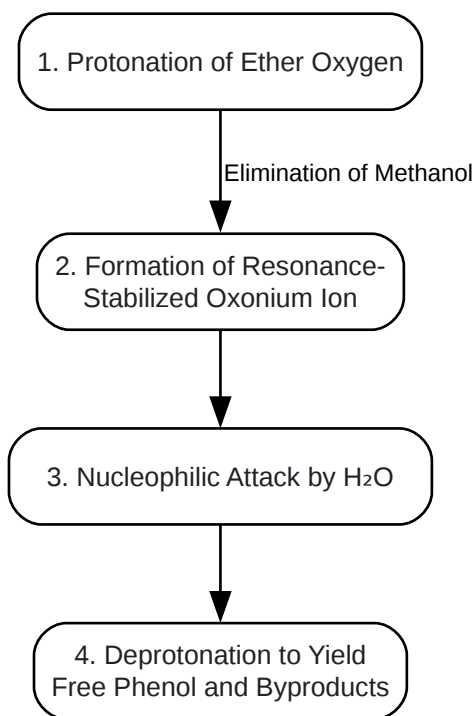 1. Protonation of Ether Oxygen
Elimination of Methanol
2. Formation of Resonance-
Stabilized Oxonium Ion
3. Nucleophilic Attack by H₂O
4. Deprotonation to Yield
Free Phenol and Byproducts